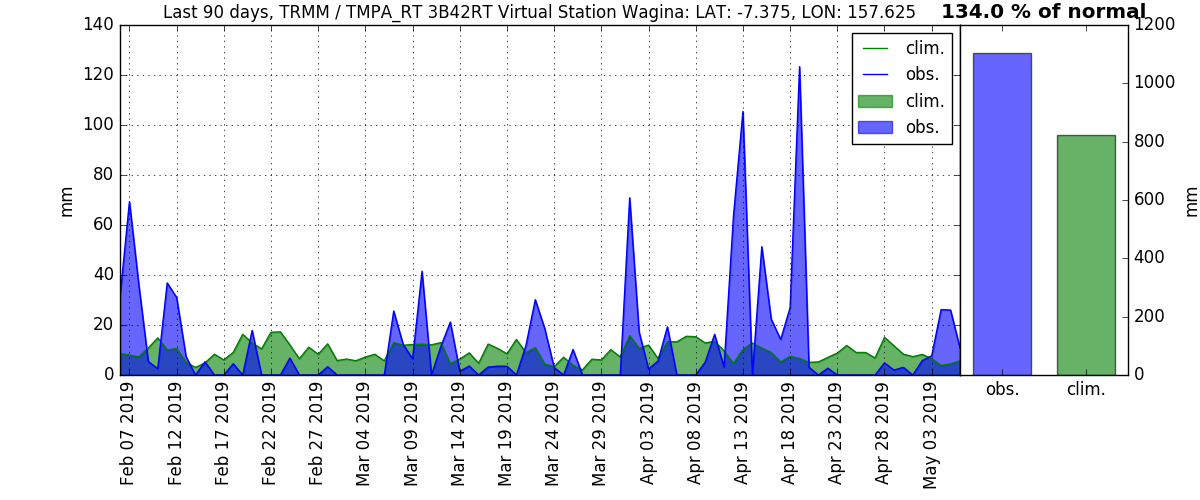 Last 90 days, TRMM / TMPA_RT 3B42RT Virtual Station Wagina: LAT: -7.375, LON: 157.625
134.0 % of normal
140
120
100
80
60
40
20
0
mm
clim.
obs.
clim.
obs.
Feb 07 2019
Feb 12 2019
Feb 17 2019
Feb 22 2019
Feb 27 2019
Mar 04 2019
Mar 09 2019
Mar 14 2019
Mar 19 2019
Mar 24 2019
Mar 29 2019
Apr 03 2019
Apr 08 2019
Apr 13 2019
Apr 18 2019
Apr 23 2019
Apr 28 2019
May 03 2019
1200
1000
800
600
400
200
0
mm
obs.
clim.